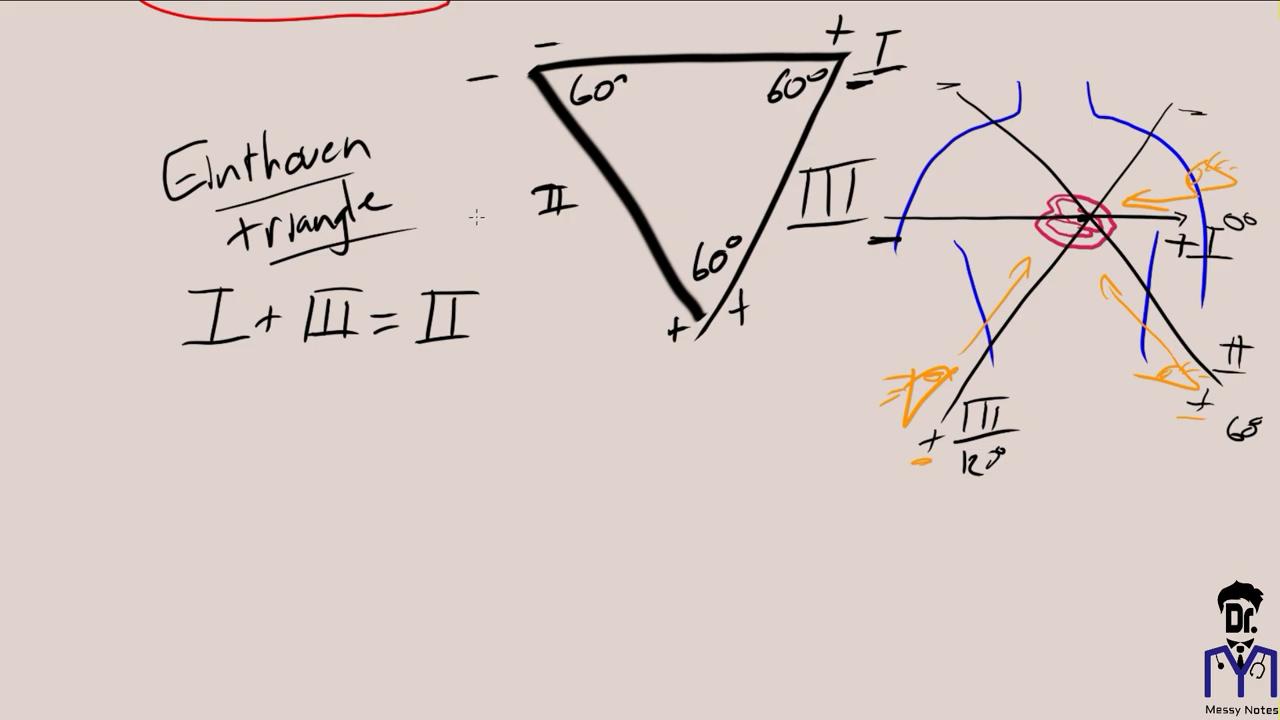 Einthoven
triangle
I + III = II
- - + I
60° 60° -
II III
60°
+ +
- -
- + I 0°
II
+
60°
+ III
120°
Dr.
Messy Notes